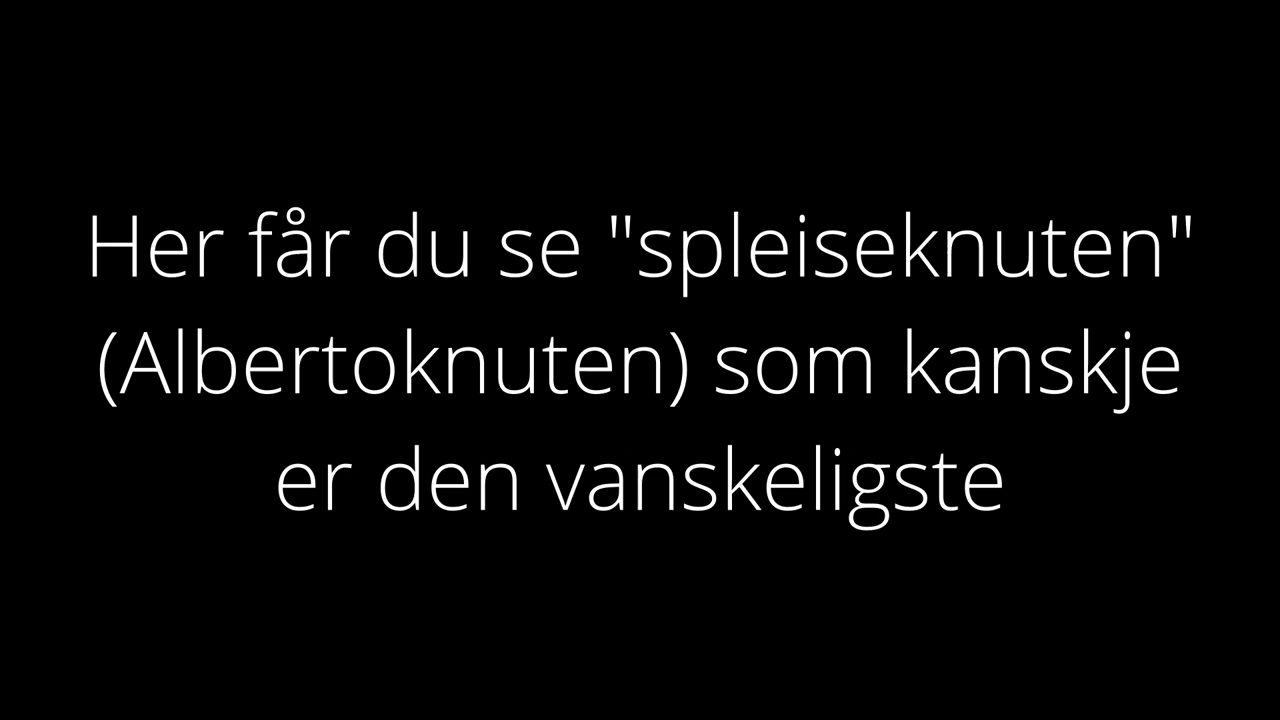 Her får du se "spleiseknuten"
(Albertoknuten) som kanskje
er den vanskeligste